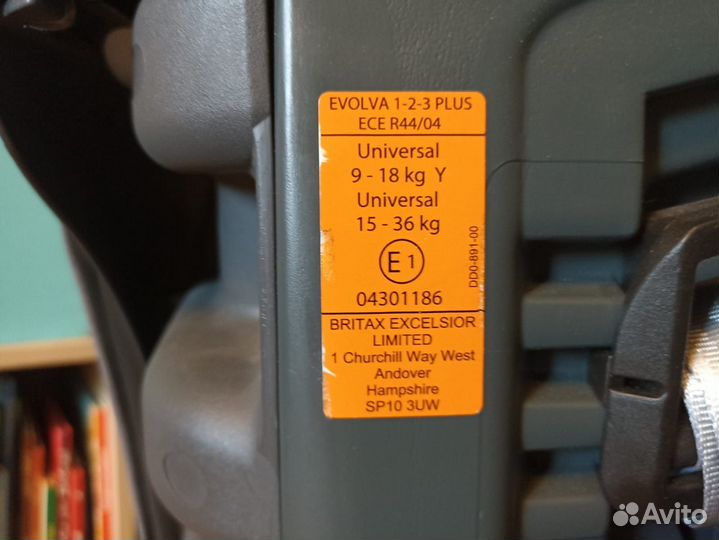 EVOLVA 1-2-3 PLUS
ECE R44/04
Universal
9 - 18 kg Y
Universal
15 - 36 kg
E 1
04301186
DD0-891-00
BRITAX EXCELSIOR
LIMITED
1 Churchill Way West
Andover
Hampshire
SP10 3UW
Avito